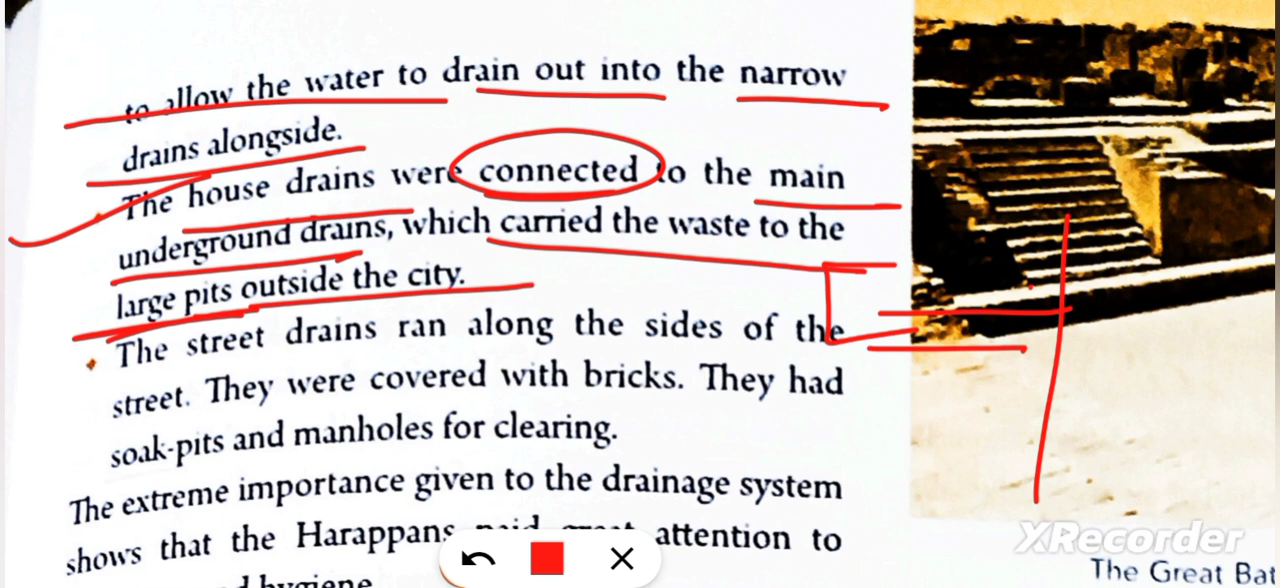 to allow the water to drain out into the narrow
drains alongside.
The house drains were connected to the main
underground drains, which carried the waste to the
large pits outside the city.
The street drains ran along the sides of the
street. They were covered with bricks. They had
soak-pits and manholes for clearing.
The extreme importance given to the drainage system
shows that the Harappans paid great attention to
hygiene
XRecorder
The Great Bat